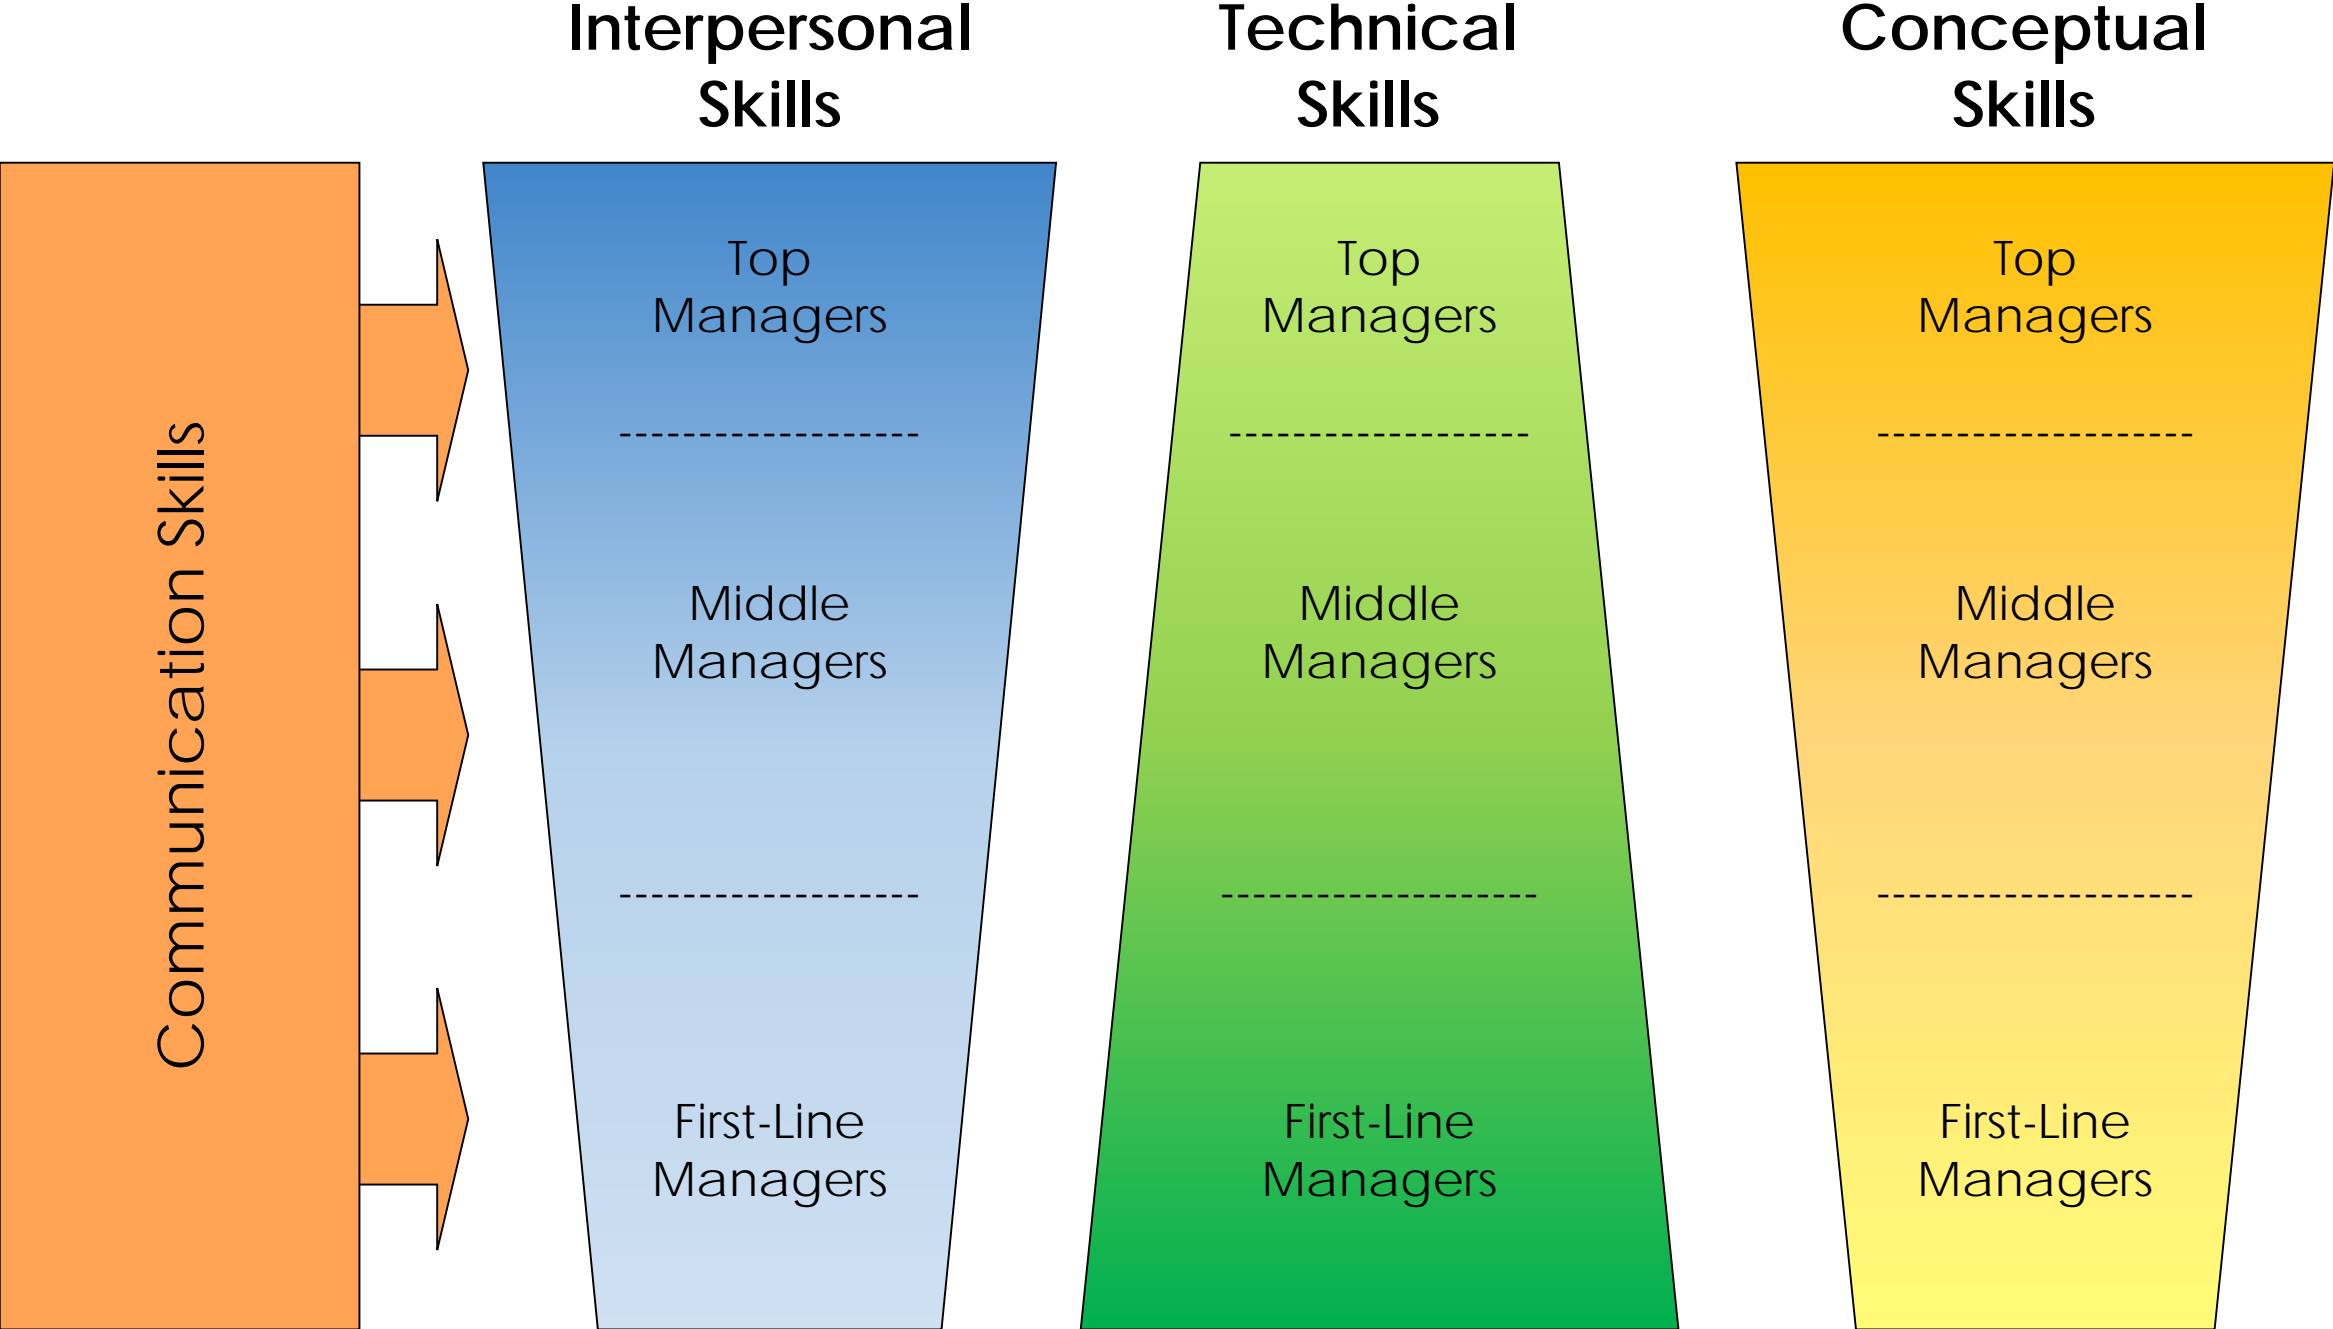 Interpersonal
Skills
Technical
Skills
Conceptual
Skills
Communication Skills
Top
Managers
-------------------
Middle
Managers
-------------------
First-Line
Managers
Top
Managers
-------------------
Middle
Managers
--------------------
First-Line
Managers
Top
Managers
--------------------
Middle
Managers
--------------------
First-Line
Managers